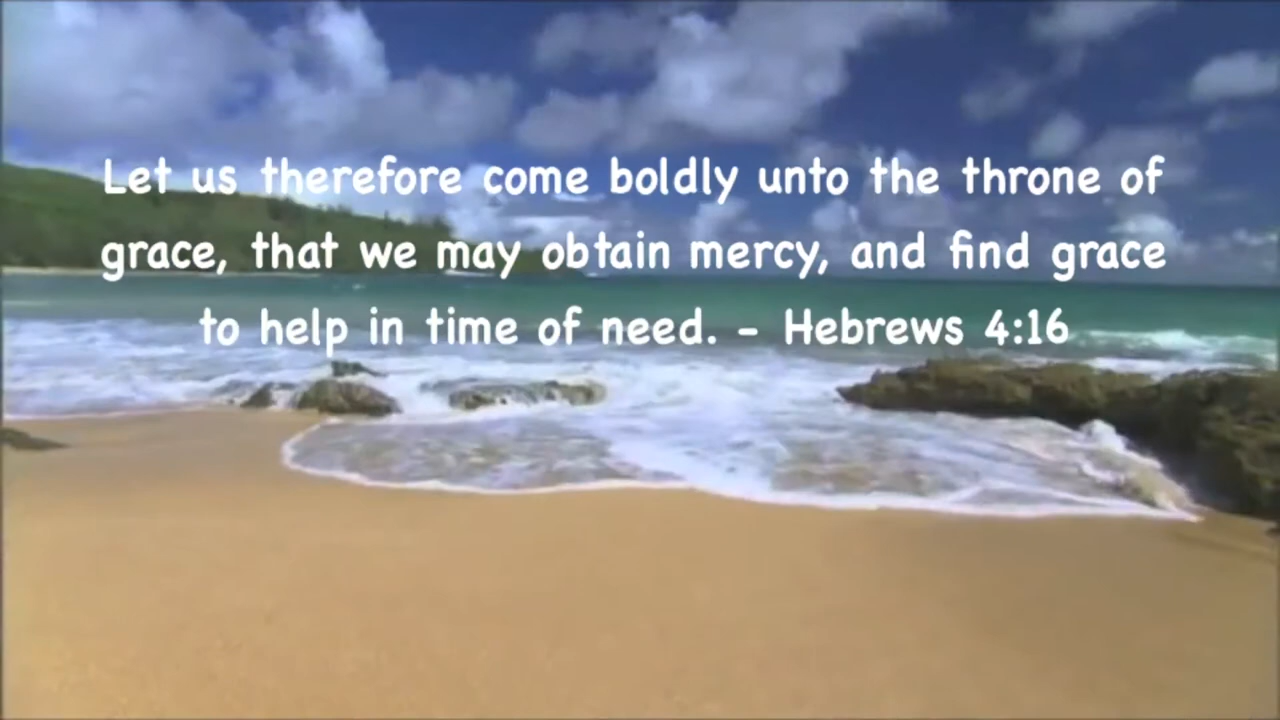 Let us therefore come boldly unto the throne of
grace, that we may obtain mercy, and find grace
to help in time of need. - Hebrews 4:16